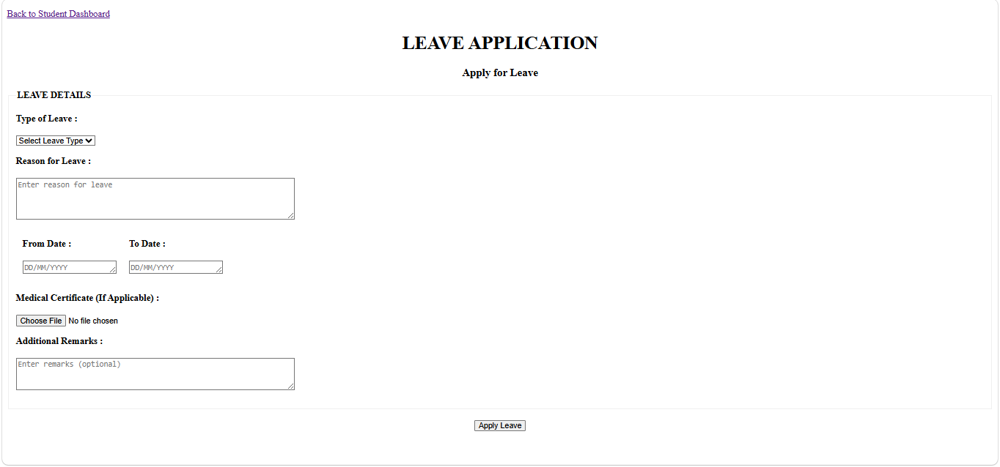 Back to Student Dashboard
LEAVE APPLICATION
Apply for Leave
LEAVE DETAILS
Type of Leave :
Select Leave Type
Reason for Leave :
Enter reason for leave
From Date : To Date :
DD/MM/YYYY DD/MM/YYYY
Medical Certificate (If Applicable) :
Choose File No file chosen
Additional Remarks :
Enter remarks (optional)
Apply Leave